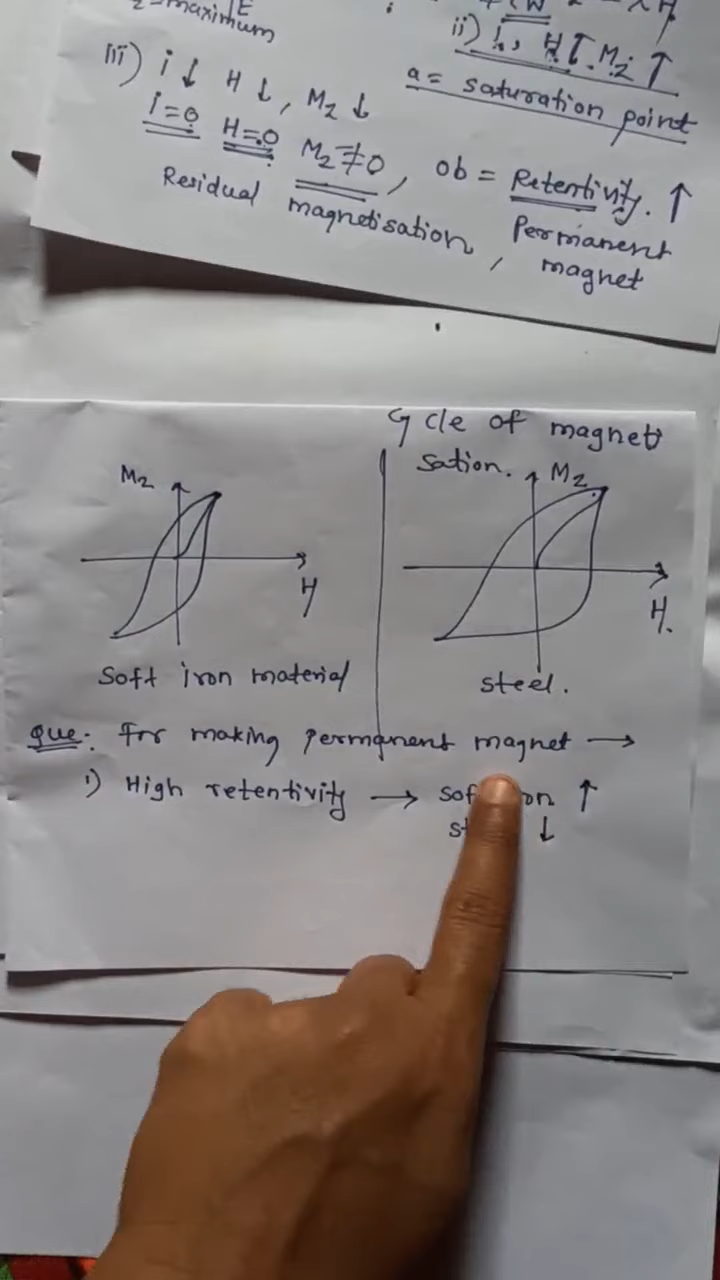 maximum
ii) i↑, H↑, M₂ ↑
a = saturation point
iii) i↓ H ↓, M₂ ↓
i=0 H=0 M₂≠0, ob = Retentivity. ↑
Residual magnetisation, Permanent magnet
Cycle of magneti
sation.
M₂
H
soft iron material
M₂
H.
steel.
Que:- For making permanent magnet →
i) High retentivity →
↑
↓